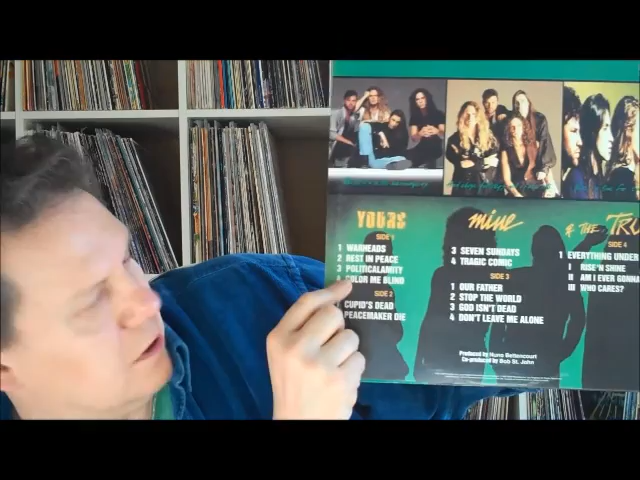 YOURS
SIDE 1
1 WARHEADS
2 REST IN PEACE
3 POLITICALAMITY
COLOR ME BLIND
SIDE 2
CUPID'S DEAD
PEACEMAKER DIE
mine
3 SEVEN SUNDAYS
4 TRAGIC COMIC
SIDE 3
1 OUR FATHER
2 STOP THE WORLD
3 GOD ISN'T DEAD
4 DON'T LEAVE ME ALONE
Produced by Nuno Bettencourt
Co-produced by Bob St. John
& THE TRU
SIDE 4
1 EVERYTHING UNDER
I RISE 'N SHINE
II AM I EVER GONNA
III WHO CARES?